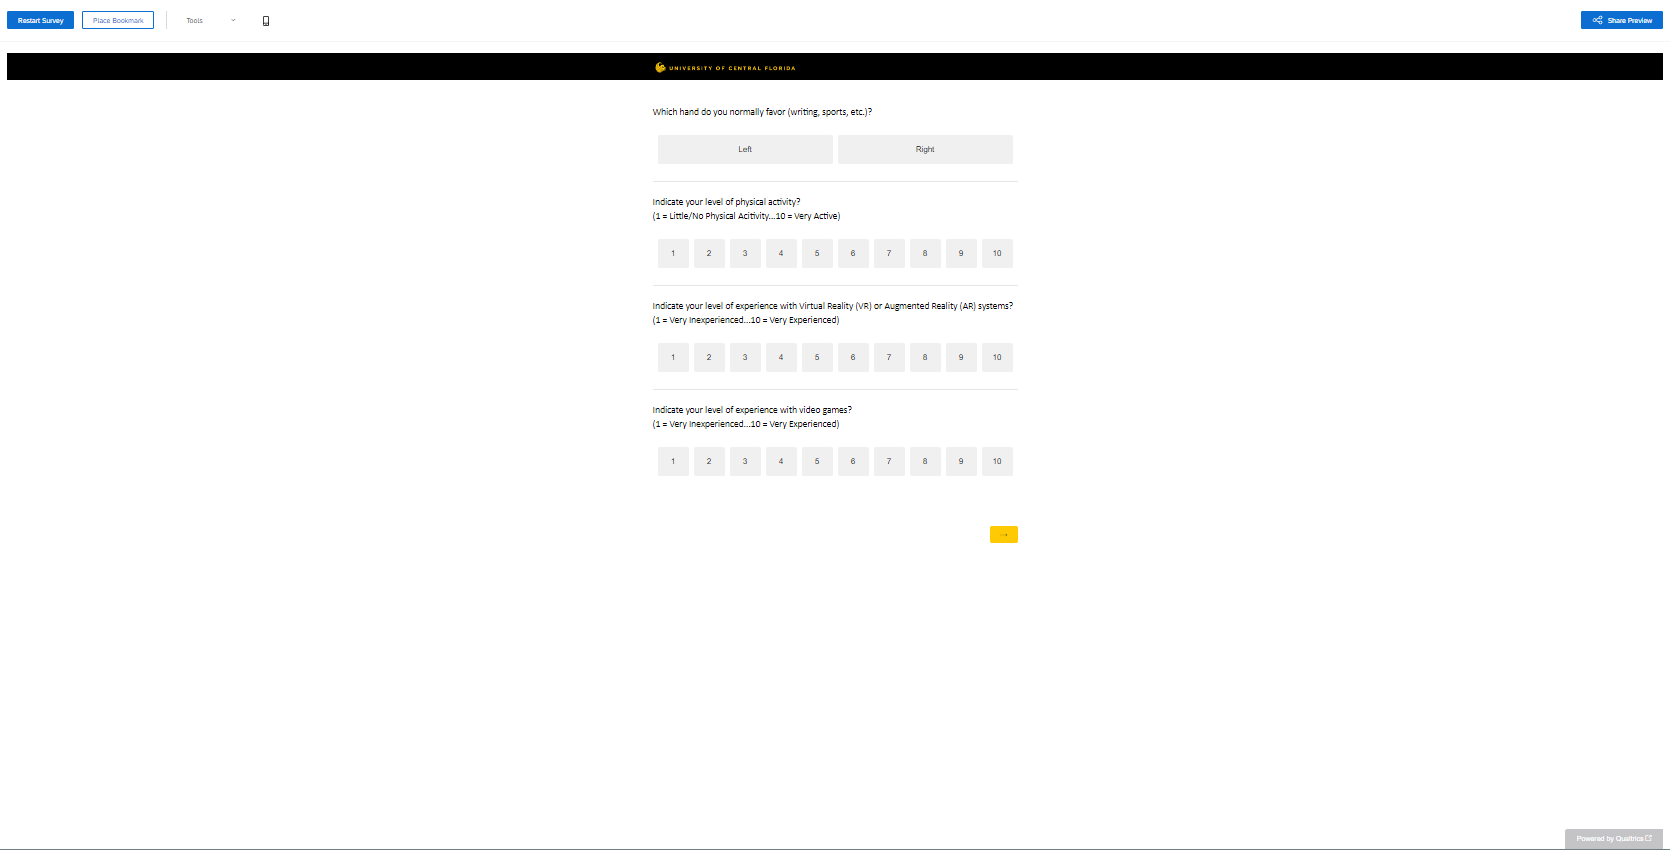 Restart Survey Place Bookmark Tools Share Preview
UNIVERSITY OF CENTRAL FLORIDA
Which hand do you normally favor (writing, sports, etc.)?
Left Right
Indicate your level of physical activity?
(1 = Little/No Physical Acitivity...10 = Very Active)
1 2 3 4 5 6 7 8 9 10
Indicate your level of experience with Virtual Reality (VR) or Augmented Reality (AR) systems?
(1 = Very Inexperienced...10 = Very Experienced)
1 2 3 4 5 6 7 8 9 10
Indicate your level of experience with video games?
(1 = Very Inexperienced...10 = Very Experienced)
1 2 3 4 5 6 7 8 9 10
→
Powered by Qualtrics